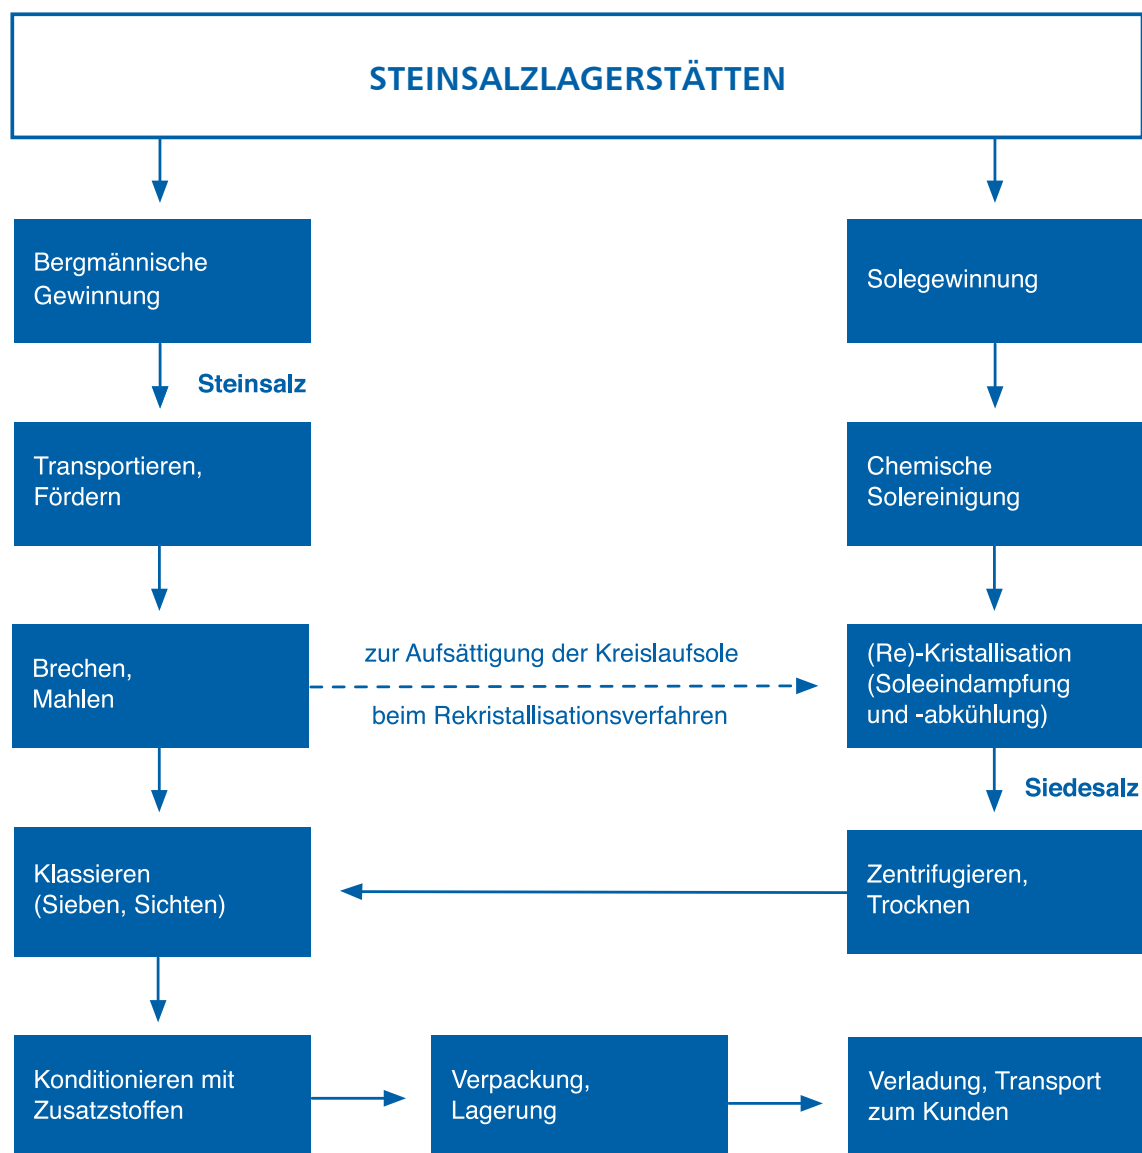 STEINSALZLAGERSTÄTTEN
Bergmännische
Gewinnung
Solegewinnung
Steinsalz
Transportieren,
Fördern
Chemische
Solereinigung
Brechen,
Mahlen
zur Aufsättigung der Kreislaufsole
beim Rekristallisationsverfahren
(Re)-Kristallisation
(Soleeindampfung
und -abkühlung)
Siedesalz
Klassieren
(Sieben, Sichten)
Zentrifugieren,
Trocknen
Konditionieren mit
Zusatzstoffen
Verpackung,
Lagerung
Verladung, Transport
zum Kunden